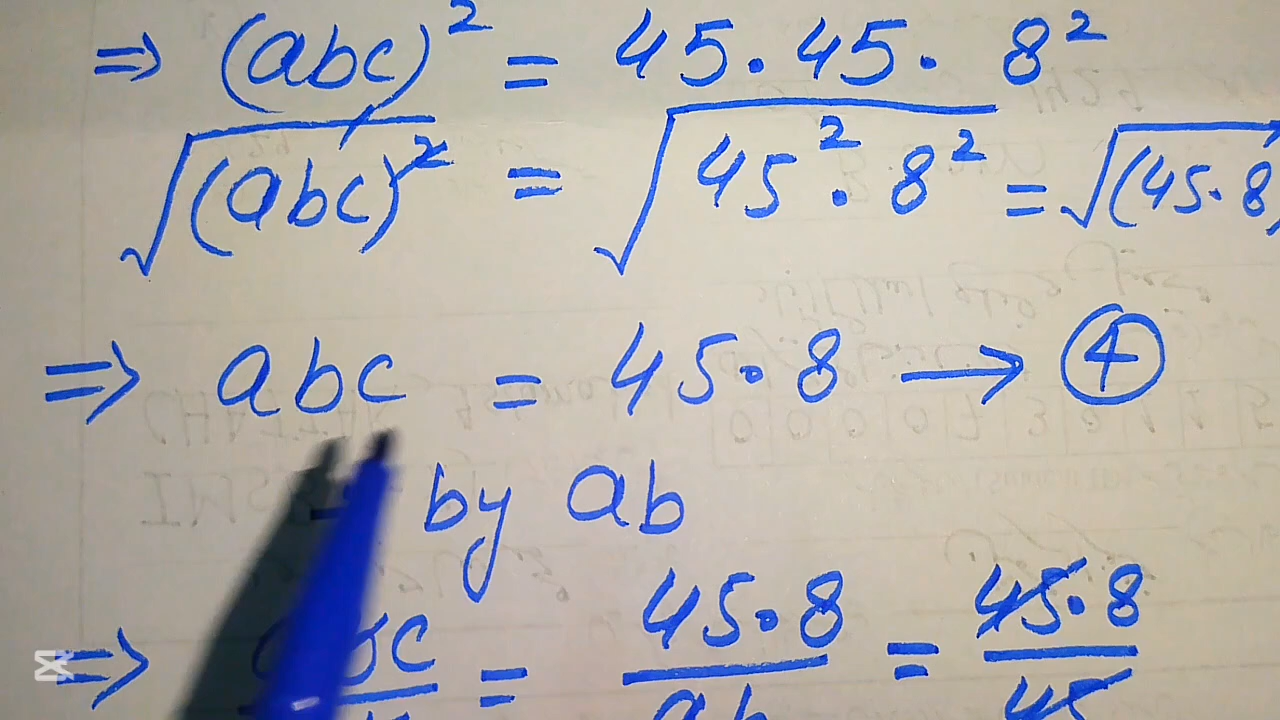 ⇒ (abc)² = 45·45· 8²
√(abc)² = √45²·8² = √(45·8)
⇒ abc = 45·8 → ④
by ab
⇒ abc = 45·8 = 45·8
ab 45